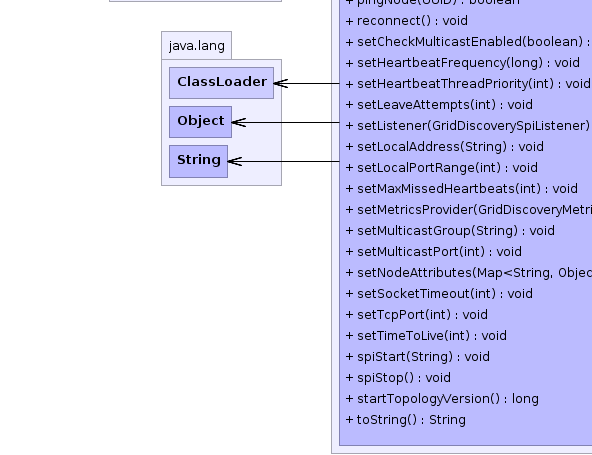 java.lang
ClassLoader
Object
String
+ pingNode(UUID) : boolean
+ reconnect() : void
+ setCheckMulticastEnabled(boolean) :
+ setHeartbeatFrequency(long) : void
+ setHeartbeatThreadPriority(int) : void
+ setLeaveAttempts(int) : void
+ setListener(GridDiscoverySpiListener)
+ setLocalAddress(String) : void
+ setLocalPortRange(int) : void
+ setMaxMissedHeartbeats(int) : void
+ setMetricsProvider(GridDiscoveryMetri
+ setMulticastGroup(String) : void
+ setMulticastPort(int) : void
+ setNodeAttributes(Map<String, Objec
+ setSocketTimeout(int) : void
+ setTcpPort(int) : void
+ setTimeToLive(int) : void
+ spiStart(String) : void
+ spiStop() : void
+ startTopologyVersion() : long
+ toString() : String